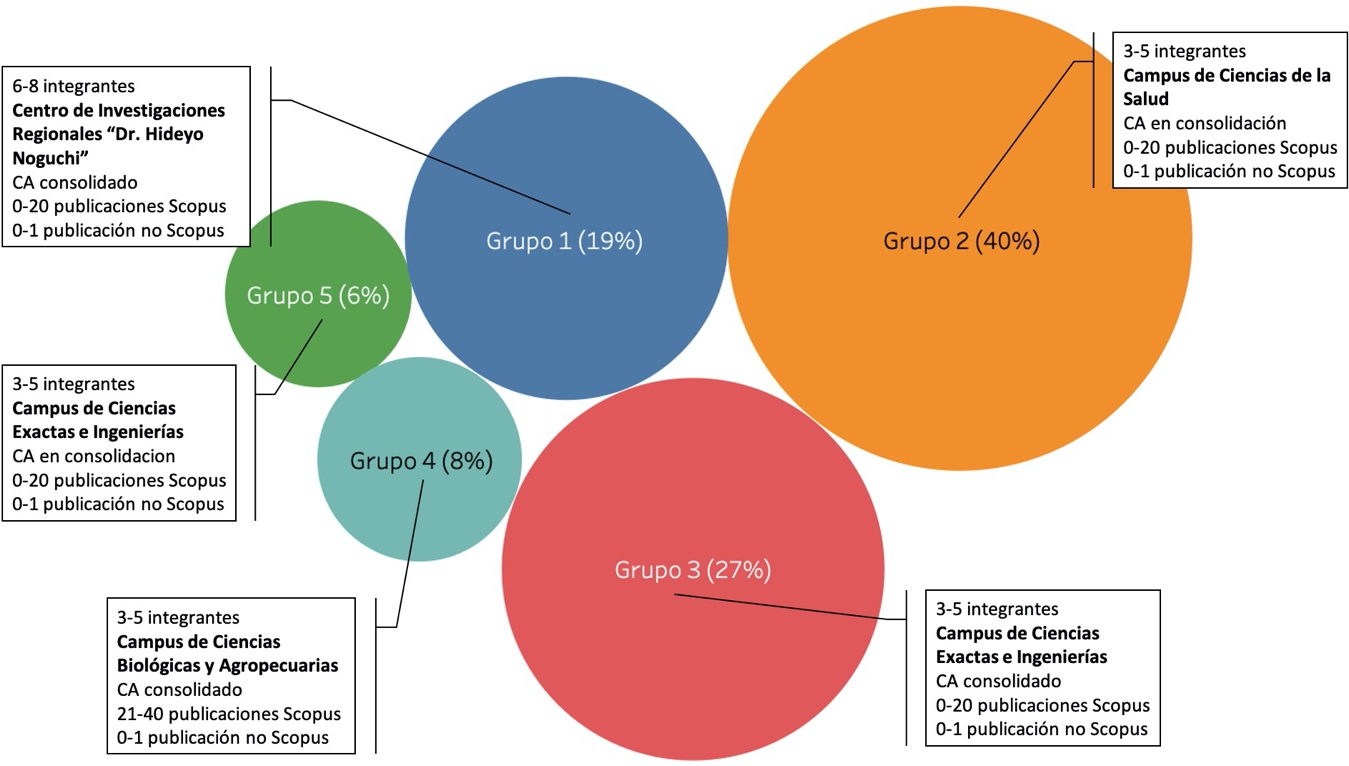 6-8 integrantes
Centro de Investigaciones
Regionales “Dr. Hideyo
Noguchi”
CA consolidado
0-20 publicaciones Scopus
0-1 publicación no Scopus
3-5 integrantes
Campus de Ciencias de la
Salud
CA en consolidación
0-20 publicaciones Scopus
0-1 publicación no Scopus
Grupo 1 (19%)
Grupo 2 (40%)
Grupo 5 (6%)
3-5 integrantes
Campus de Ciencias
Exactas e Ingenierías
CA en consolidacion
0-20 publicaciones Scopus
0-1 publicación no Scopus
Grupo 4 (8%)
Grupo 3 (27%)
3-5 integrantes
Campus de Ciencias
Biológicas y Agropecuarias
CA consolidado
21-40 publicaciones Scopus
0-1 publicación no Scopus
3-5 integrantes
Campus de Ciencias
Exactas e Ingenierías
CA consolidado
0-20 publicaciones Scopus
0-1 publicación no Scopus